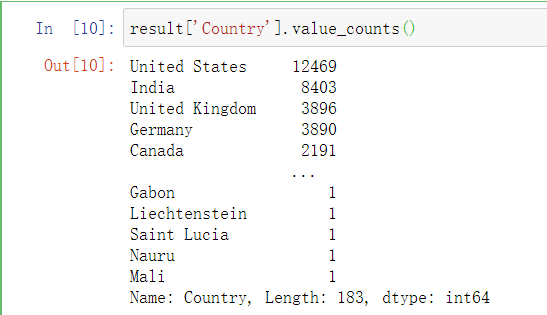 In [10]: result['Country'].value_counts()
Out[10]: United States 12469
India 8403
United Kingdom 3896
Germany 3890
Canada 2191
...
Gabon 1
Liechtenstein 1
Saint Lucia 1
Nauru 1
Mali 1
Name: Country, Length: 183, dtype: int64